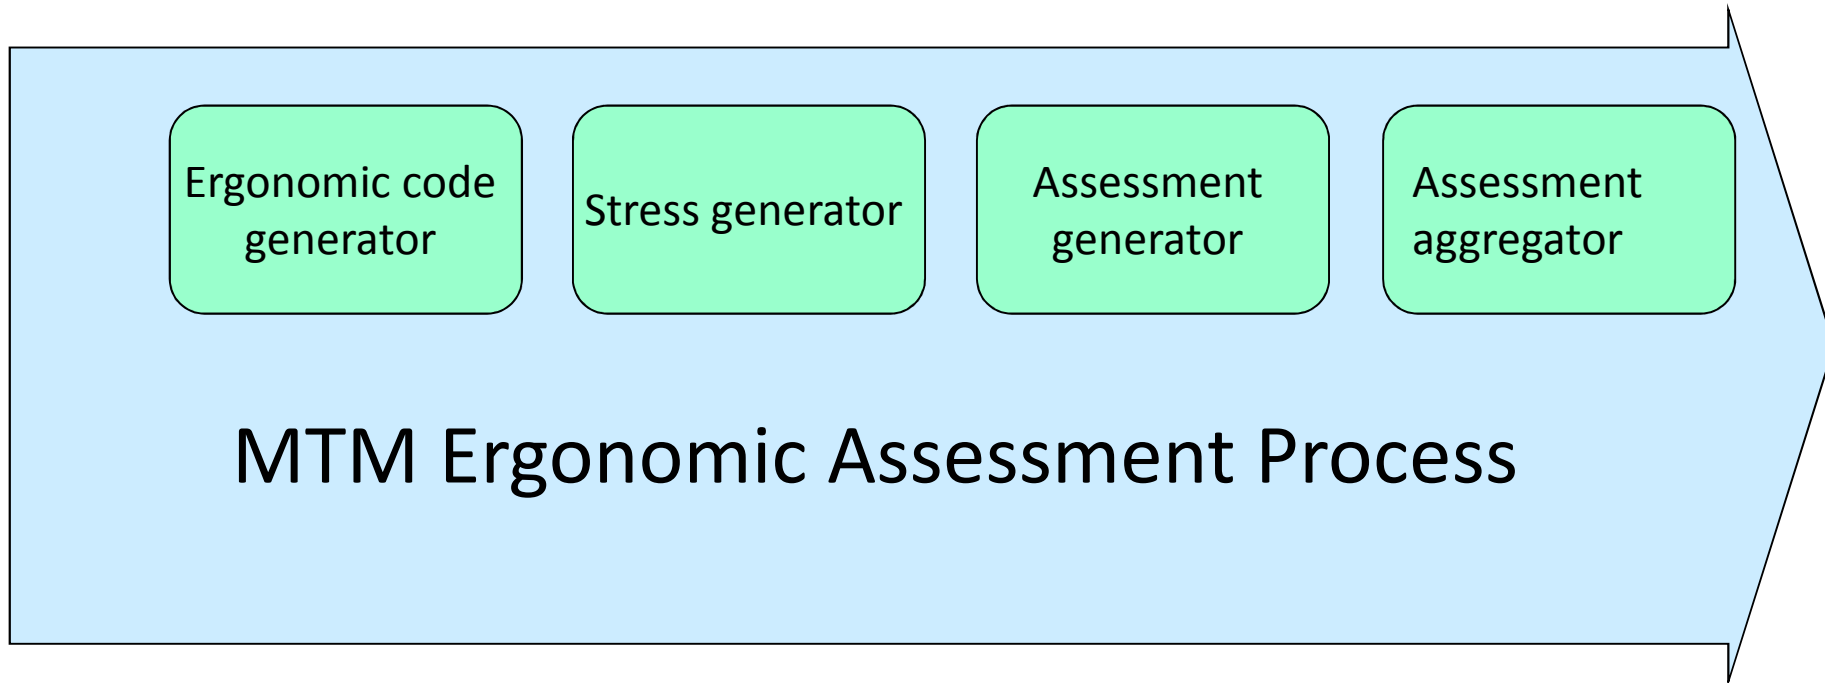 Ergonomic code
generator
Stress generator
Assessment
generator
Assessment
aggregator
MTM Ergonomic Assessment Process